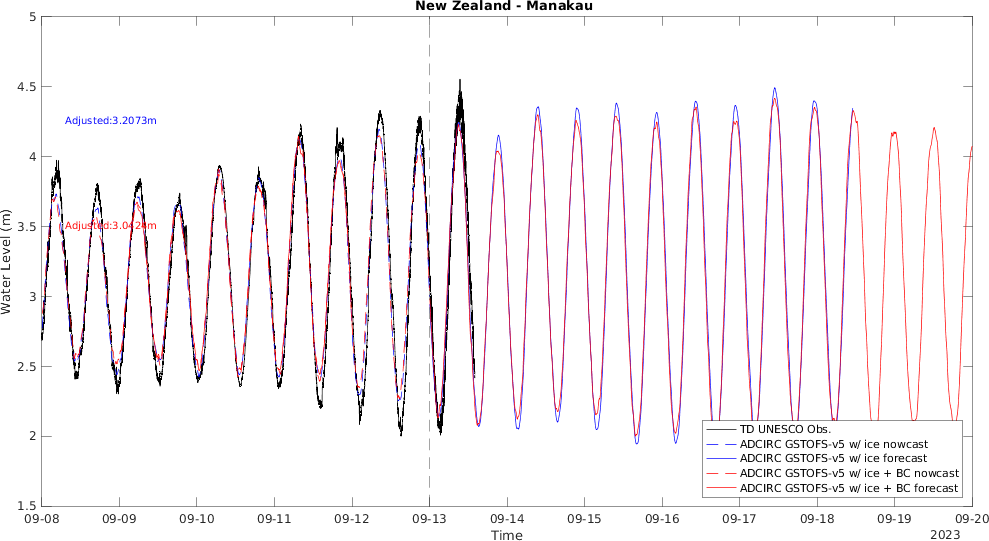 New Zealand - Manakau
5
4.5
4
3.5
3
2.5
2
1.5
Water Level (m)
Adjusted:3.2073m
Adjusted:3.0424m
TD UNESCO Obs.
ADCIRC GSTOFS-v5 w/ ice nowcast
ADCIRC GSTOFS-v5 w/ ice forecast
ADCIRC GSTOFS-v5 w/ ice + BC nowcast
ADCIRC GSTOFS-v5 w/ ice + BC forecast
09-08 09-09 09-10 09-11 09-12 09-13 09-14 09-15 09-16 09-17 09-18 09-19 09-20
Time
2023